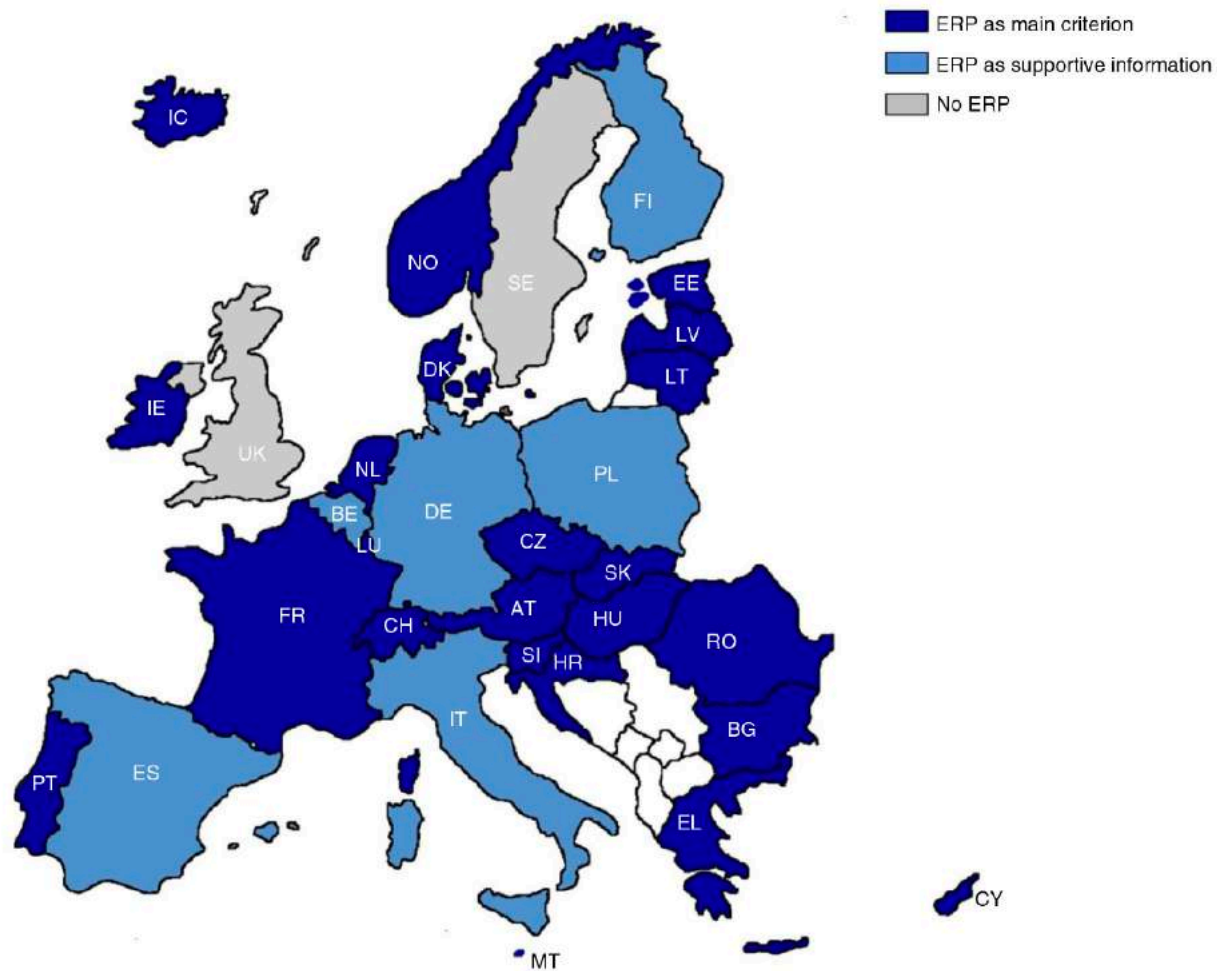 ERP as main criterion
ERP as supportive information
No ERP
IC
FI
NO
SE
EE
LV
LT
DK
IE
UK
NL
PL
BE
DE
LU
CZ
SK
FR
CH
AT
HU
RO
SI
HR
IT
BG
PT
ES
EL
CY
MT